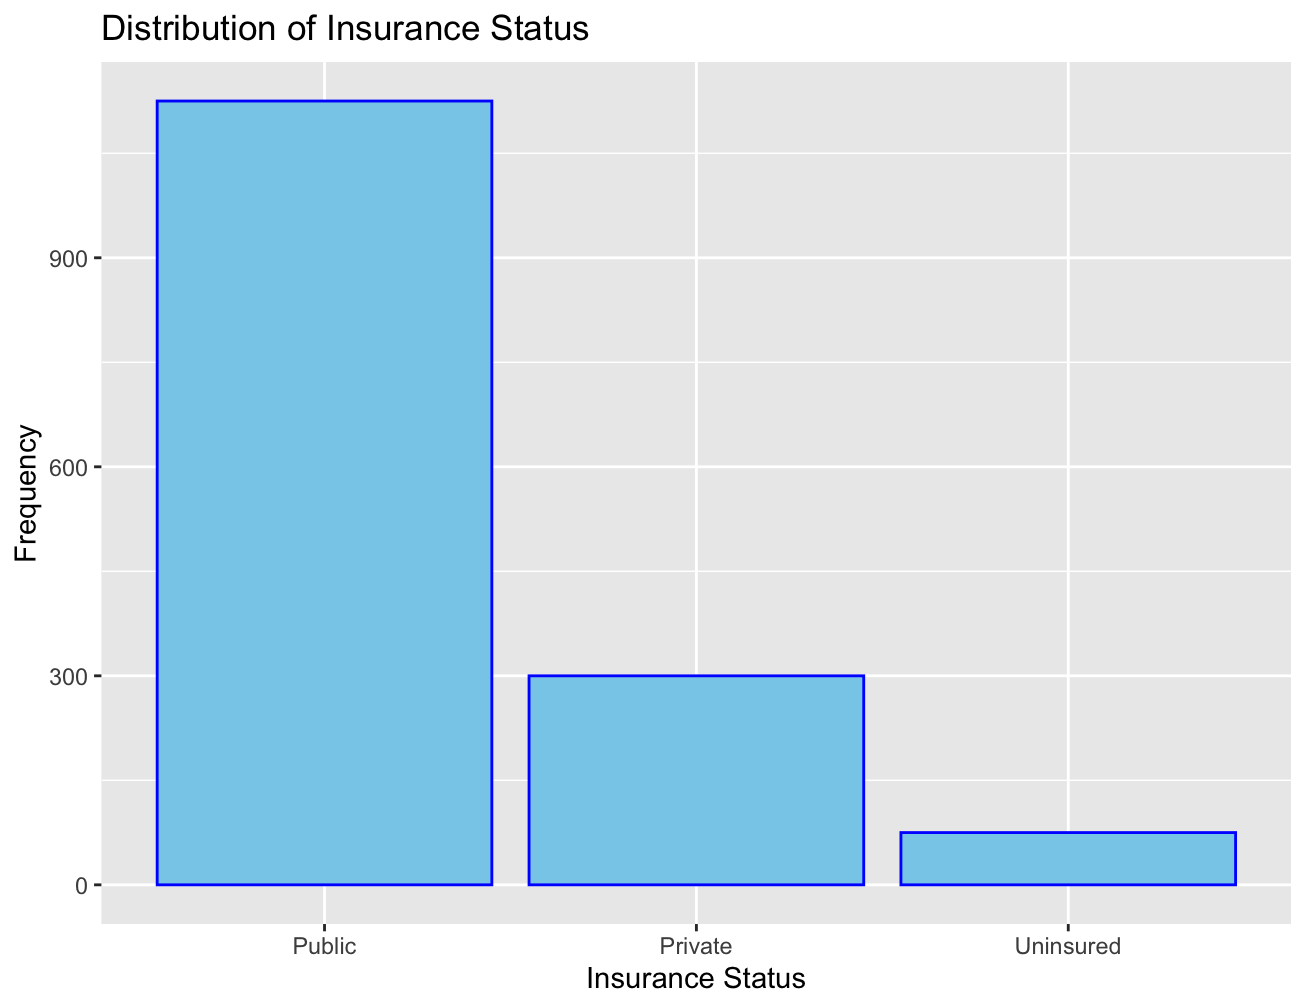 Distribution of Insurance Status
Frequency
900
600
300
0
Public
Private
Uninsured
Insurance Status